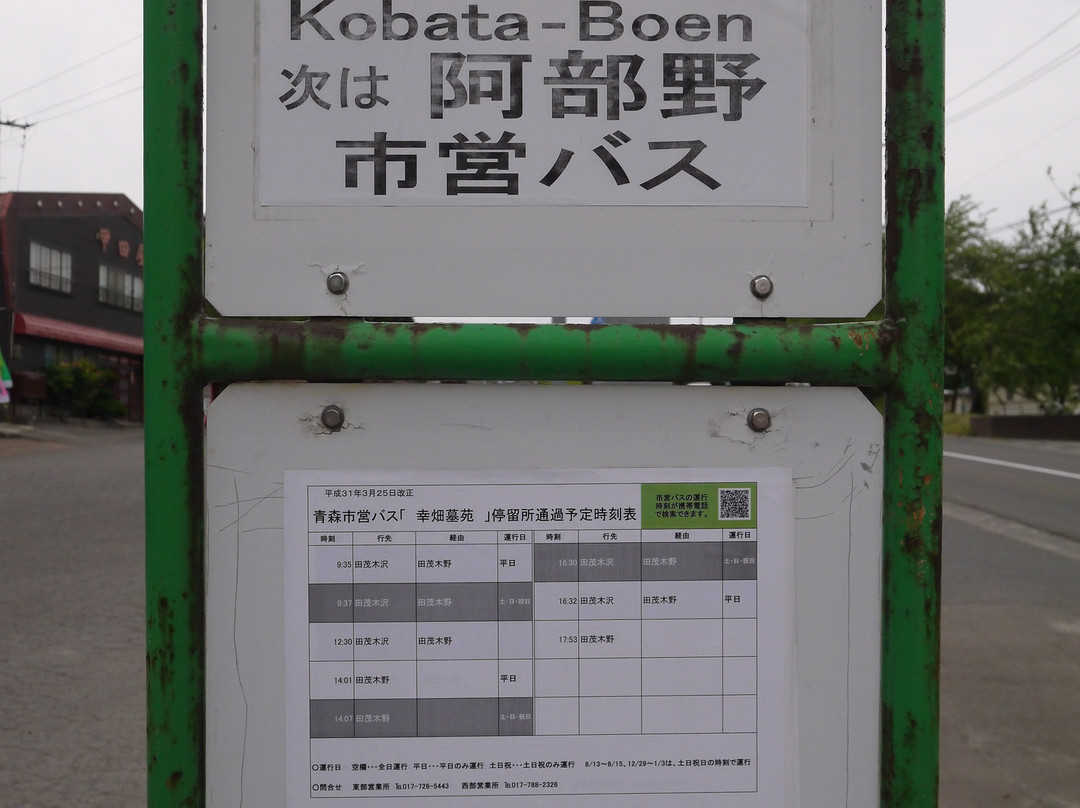 Kobata-Boen
次は 阿部野
市営バス
平成31年3月25日改正
青森市営バス「 幸畑墓苑 」停留所通過予定時刻表
市営バスの運行
時刻が携帯電話
で検索できます。
時刻 行先 経由 運行日 時刻 行先 経由 運行日
9:35 田茂木沢 田茂木野 平日 16:30 田茂木沢 田茂木野 土・日・祝日
9:37 田茂木沢 田茂木野 土・日・祝日 16:32 田茂木沢 田茂木野 平日
12:30 田茂木沢 田茂木野 17:53 田茂木野
14:01 田茂木野 平日
14:07 田茂木野 土・日・祝日
〇運行日 空欄・・・全日運行 平日・・・平日のみ運行 土日祝・・・土日祝のみ運行 8/13～8/15、12/29～1/3は、土日祝日の時刻で運行
〇問合せ 東部営業所 ℡017-726-5443 西部営業所 ℡017-788-2326